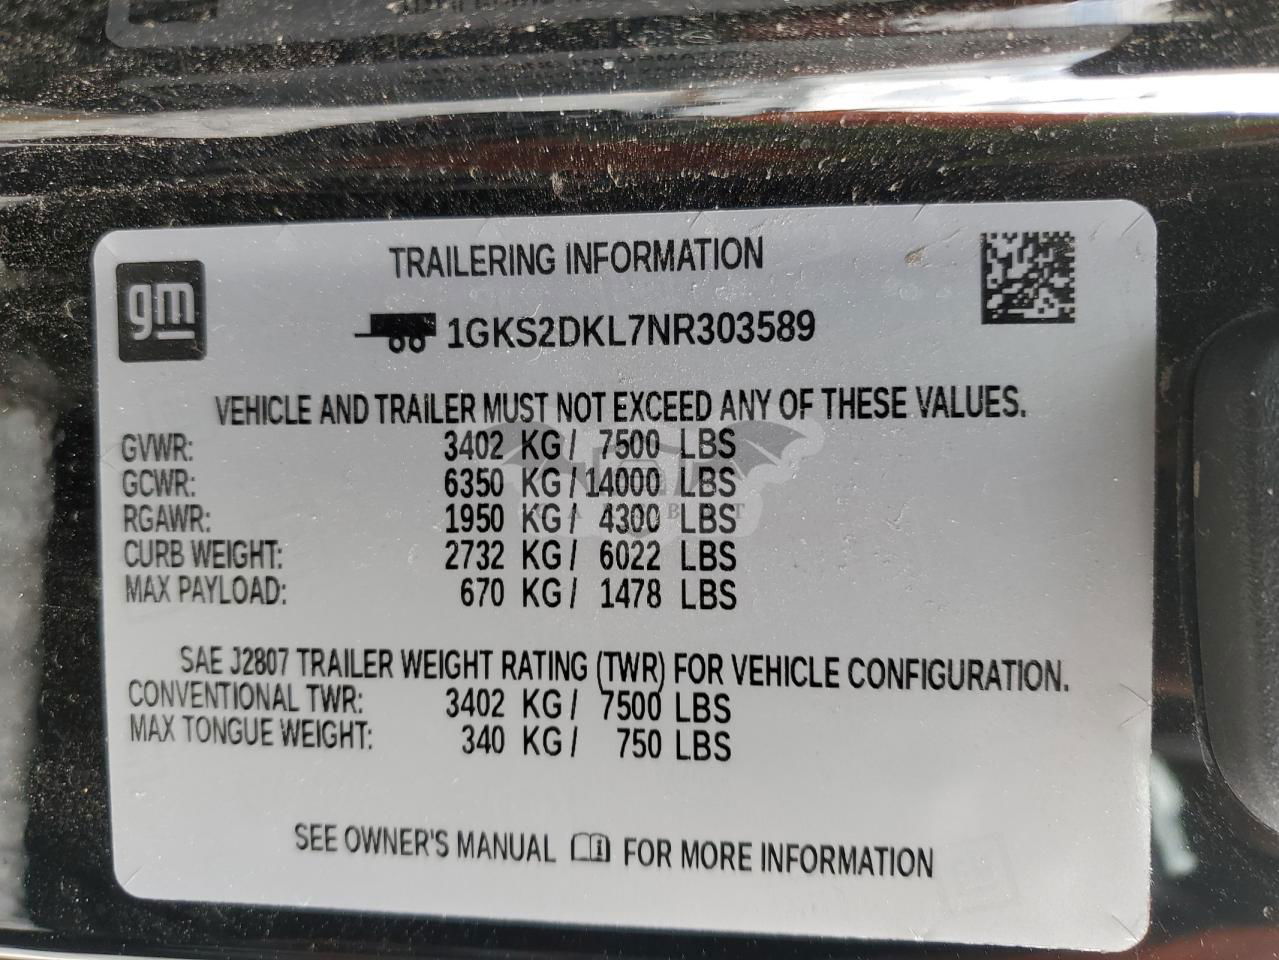 TRAILERING INFORMATION
gm
1GKS2DKL7NR303589
VEHICLE AND TRAILER MUST NOT EXCEED ANY OF THESE VALUES.
GVWR: 3402 KG / 7500 LBS
GCWR: 6350 KG / 14000 LBS
RGAWR: 1950 KG / 4300 LBS
CURB WEIGHT: 2732 KG / 6022 LBS
MAX PAYLOAD: 670 KG / 1478 LBS
SAE J2807 TRAILER WEIGHT RATING (TWR) FOR VEHICLE CONFIGURATION.
CONVENTIONAL TWR: 3402 KG / 7500 LBS
MAX TONGUE WEIGHT: 340 KG / 750 LBS
SEE OWNER'S MANUAL FOR MORE INFORMATION